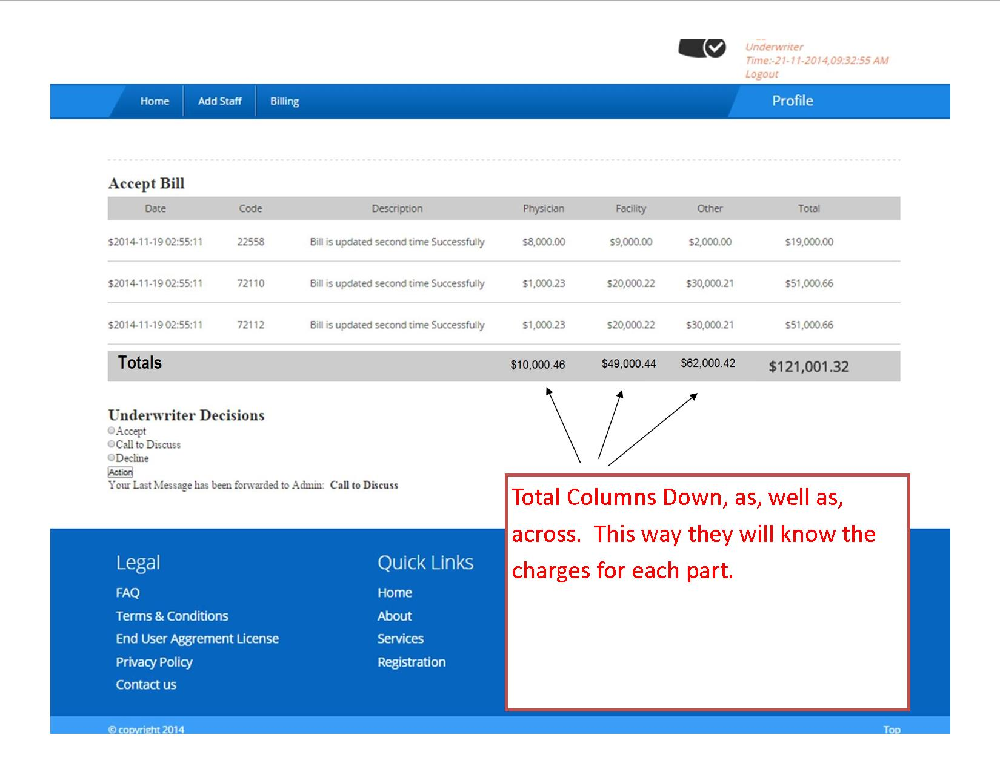 Underwriter
Time:-21-11-2014,09:32:55 AM
Logout
Home Add Staff Billing Profile
Accept Bill
Date Code Description Physician Facility Other Total
$2014-11-19 02:55:11 22558 Bill is updated second time Successfully $8,000.00 $9,000.00 $2,000.00 $19,000.00
$2014-11-19 02:55:11 72110 Bill is updated second time Successfully $1,000.23 $20,000.22 $30,000.21 $51,000.66
$2014-11-19 02:55:11 72112 Bill is updated second time Successfully $1,000.23 $20,000.22 $30,000.21 $51,000.66
Totals $10,000.46 $49,000.44 $62,000.42 $121,001.32
Underwriter Decisions
Accept
Call to Discuss
Decline
Action
Your Last Message has been forwarded to Admin: Call to Discuss
Total Columns Down, as, well as,
across. This way they will know the
charges for each part.
Legal
FAQ
Terms & Conditions
End User Aggrement License
Privacy Policy
Contact us
Quick Links
Home
About
Services
Registration
© copyright 2014 Top